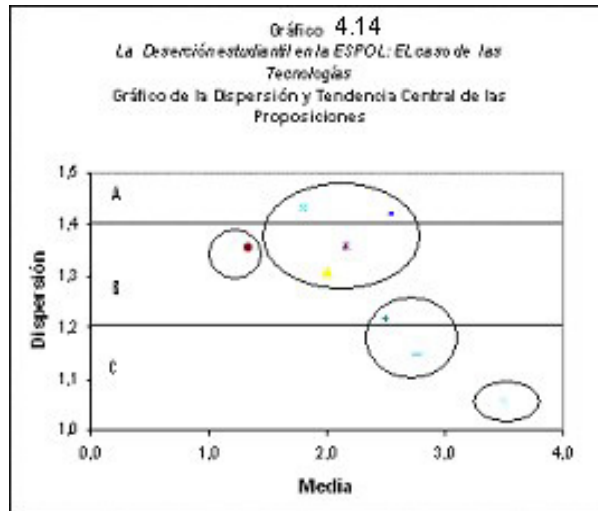 Gráfico 4.14
La Deserción estudiantil en la ESPOL: EL caso de las
Tecnologías
Gráfico de la Dispersión y Tendencia Central de las
Proposiciones
1,5
A
1,4
1,3
B
1,2
C
1,1
1,0
Dispersión
0,0 1,0 2,0 3,0 4,0
Media